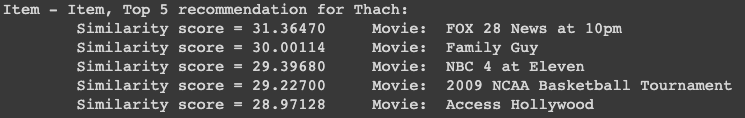 Item - Item, Top 5 recommendation for Thach:
Similarity score = 31.36470 Movie: FOX 28 News at 10pm
Similarity score = 30.00114 Movie: Family Guy
Similarity score = 29.39680 Movie: NBC 4 at Eleven
Similarity score = 29.22700 Movie: 2009 NCAA Basketball Tournament
Similarity score = 28.97128 Movie: Access Hollywood